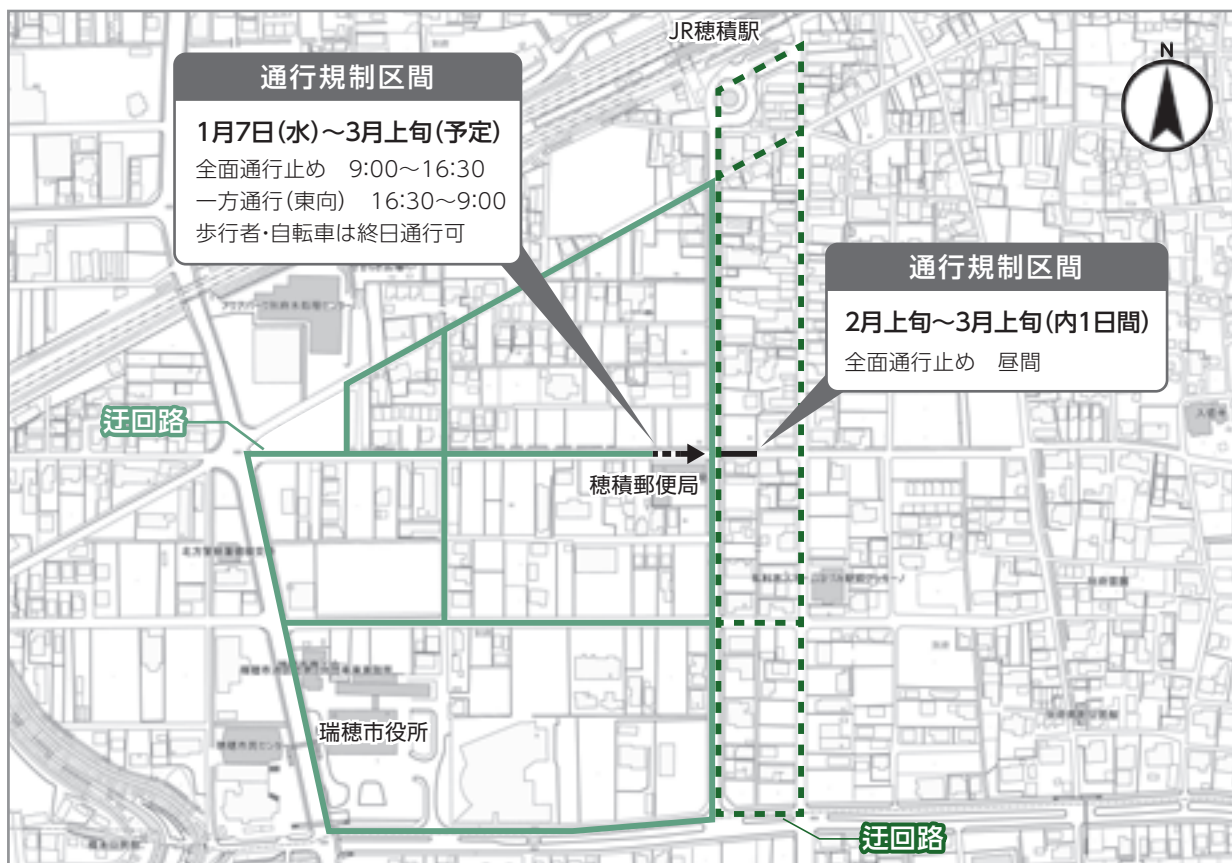 JR穂積駅
N
通行規制区間
1月7日(水)~3月上旬(予定)
全面通行止め 9:00~16:30
一方通行(東向) 16:30~9:00
歩行者・自転車は終日通行可
通行規制区間
2月上旬~3月上旬(内1日間)
全面通行止め 昼間
迂回路
穂積郵便局
瑞穂市役所
迂回路